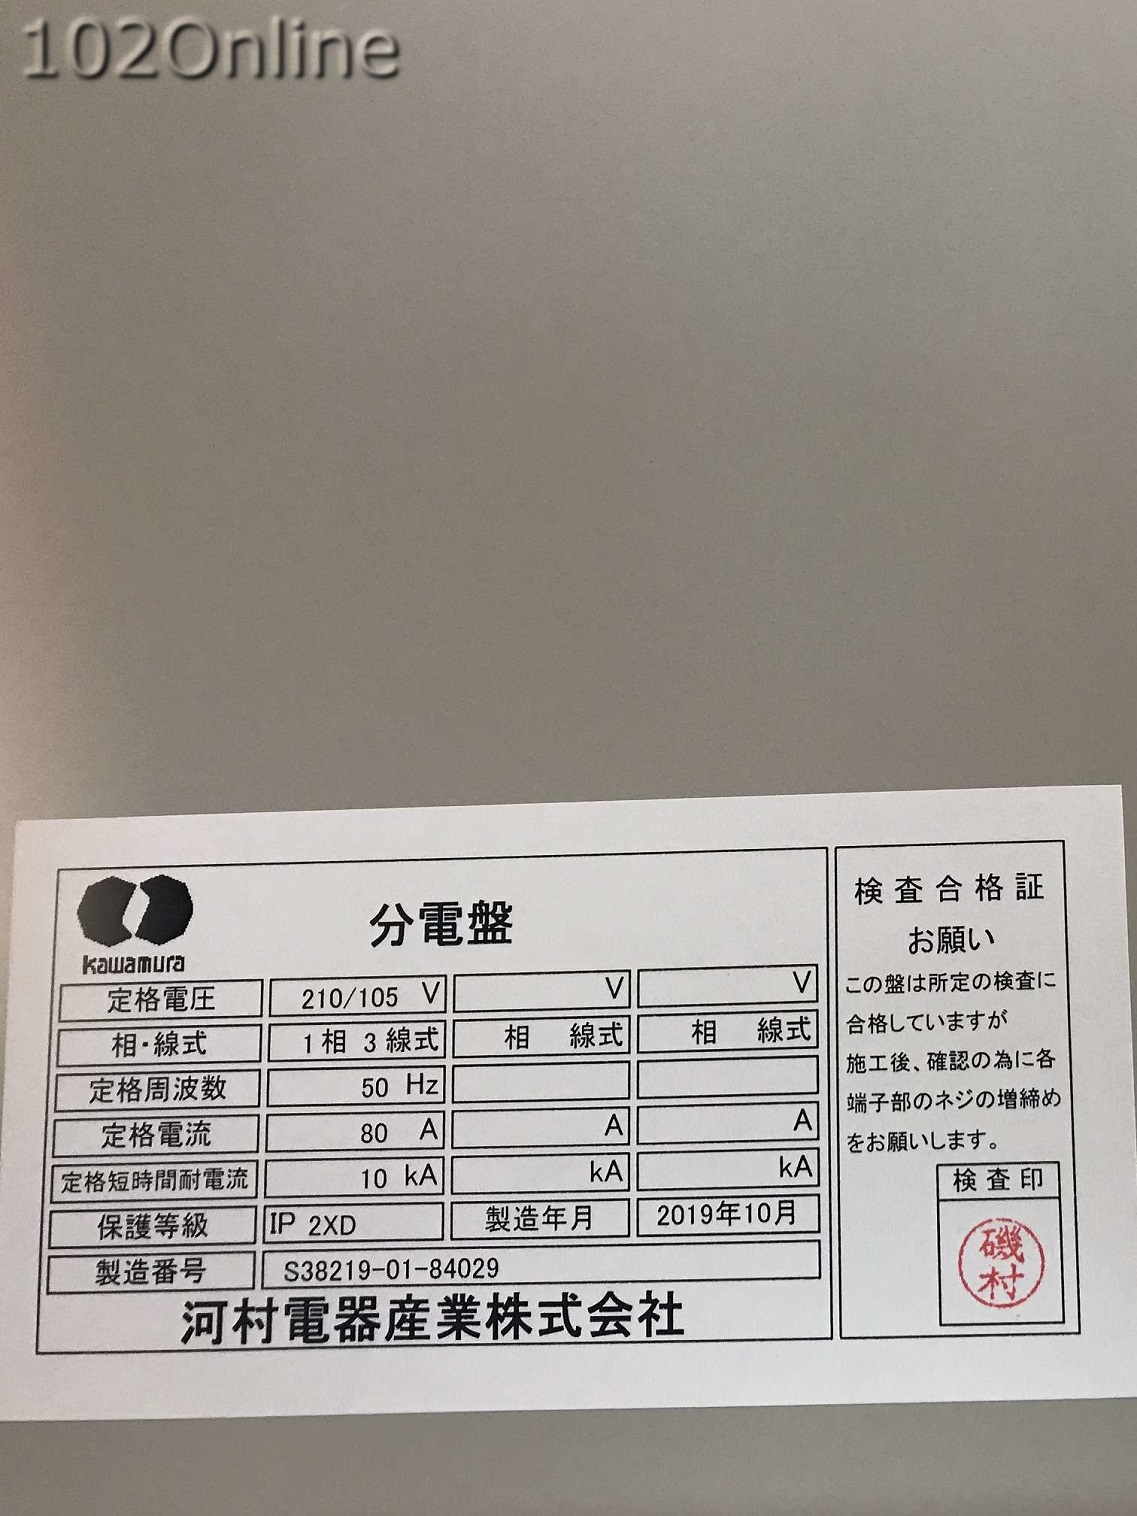 102Online
kawamura
分電盤
定格電圧 210/105 V V V
相・線式 1相 3線式 相 線式 相 線式
定格周波数 50 Hz
定格電流 80 A A A
定格短時間耐電流 10 kA kA kA
保護等級 IP 2XD 製造年月 2019年10月
製造番号 S38219-01-84029
河村電器産業株式会社
検査合格証
お願い
この盤は所定の検査に
合格していますが
施工後、確認の為に各
端子部のネジの増締め
をお願いします。
検査印
磯村